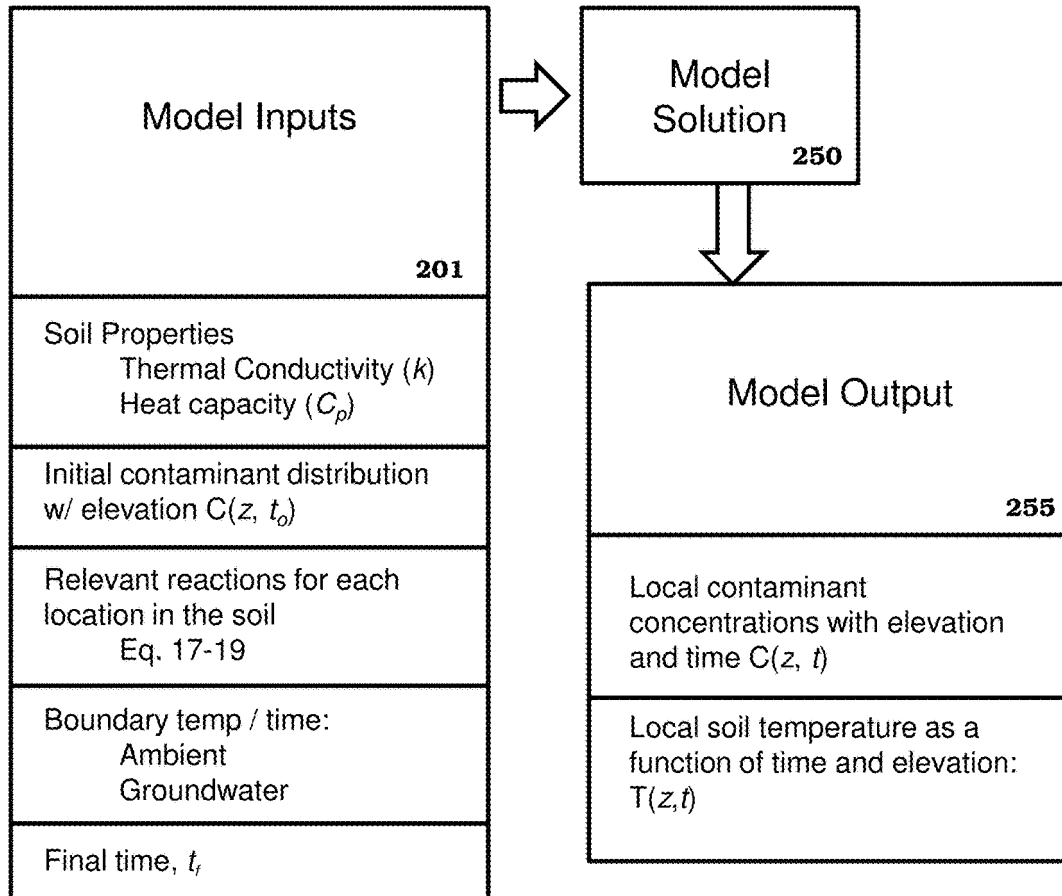 Model Inputs
201
Soil Properties
Thermal Conductivity (k)
Heat capacity (Cₚ)
Initial contaminant distribution
w/ elevation C(z, tₒ)
Relevant reactions for each
location in the soil
Eq. 17-19
Boundary temp / time:
Ambient
Groundwater
Final time, t_f
Model
Solution
250
Model Output
255
Local contaminant
concentrations with elevation
and time C(z, t)
Local soil temperature as a
function of time and elevation:
T(z,t)